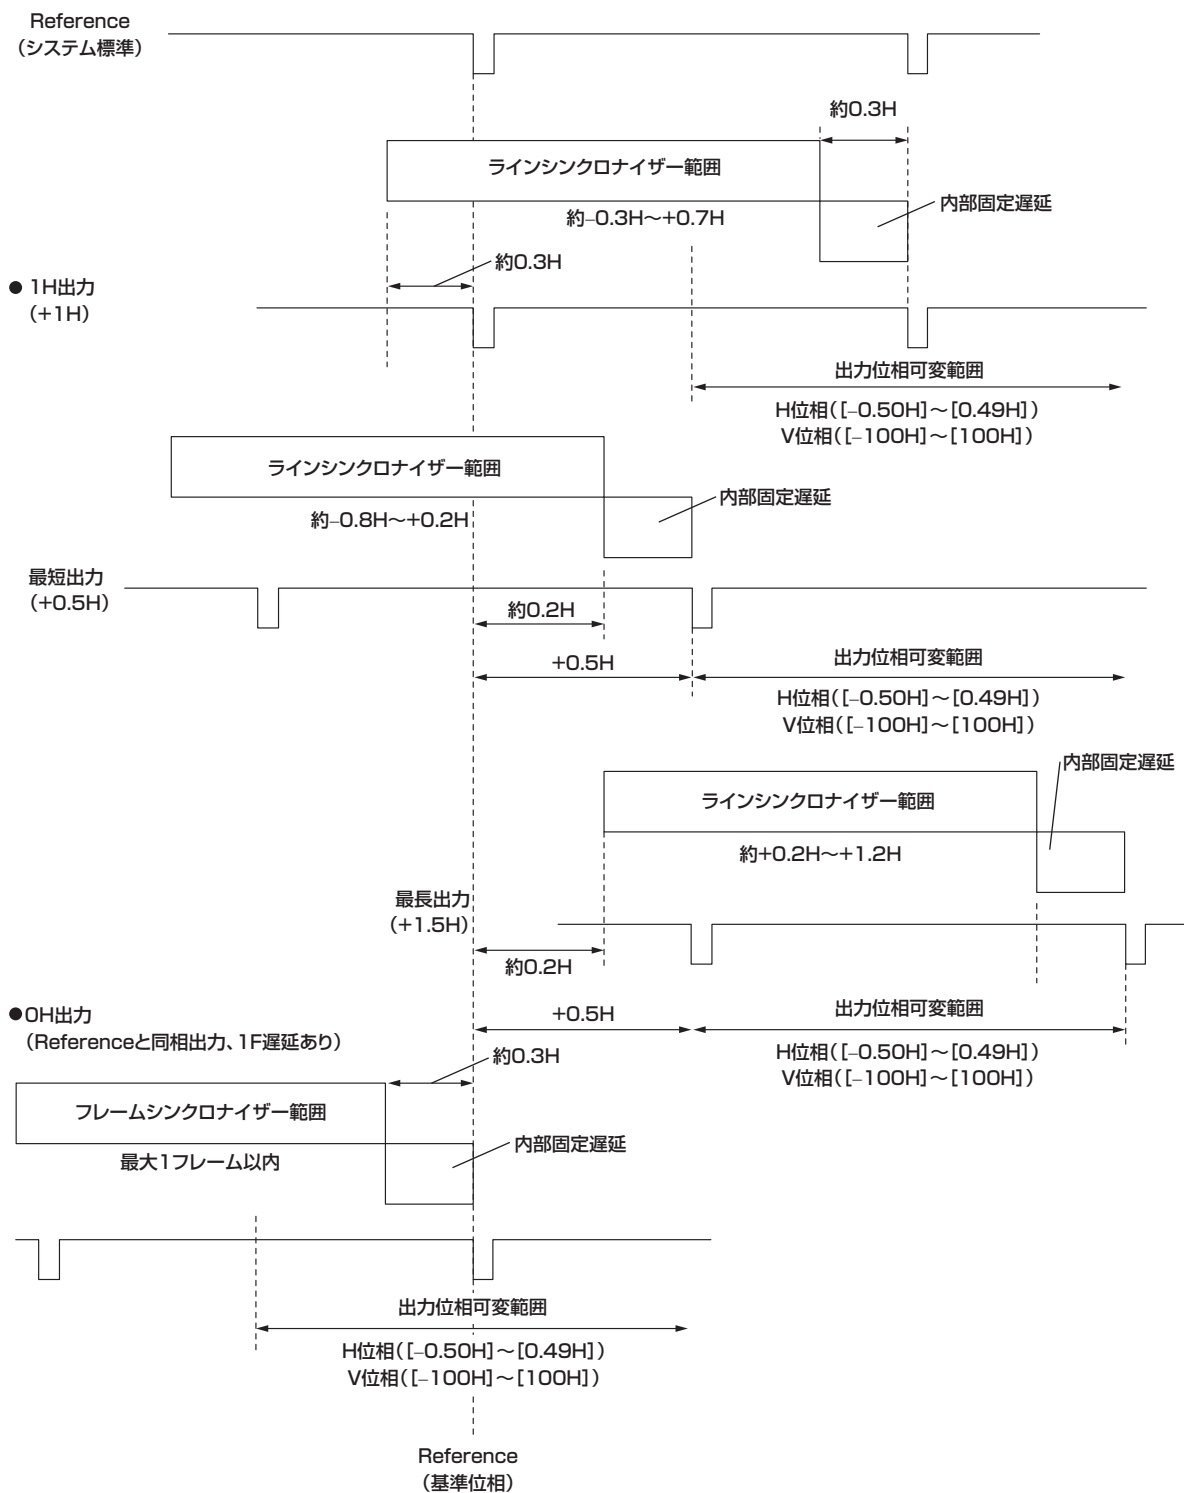 Reference
（システム標準）
約0.3H
ラインシンクロナイザー範囲
内部固定遅延
約–0.3H～+0.7H
約0.3H
● 1H出力
（+1H）
出力位相可変範囲
H位相（[–0.50H]～[0.49H]）
V位相（[–100H]～[100H]）
ラインシンクロナイザー範囲
内部固定遅延
約–0.8H～+0.2H
最短出力
（+0.5H）
約0.2H
+0.5H
出力位相可変範囲
H位相（[–0.50H]～[0.49H]）
V位相（[–100H]～[100H]）
内部固定遅延
ラインシンクロナイザー範囲
約+0.2H～+1.2H
最長出力
（+1.5H）
約0.2H
●0H出力
（Referenceと同相出力、1F遅延あり）
+0.5H
出力位相可変範囲
H位相（[–0.50H]～[0.49H]）
V位相（[–100H]～[100H]）
約0.3H
フレームシンクロナイザー範囲
内部固定遅延
最大1フレーム以内
出力位相可変範囲
H位相（[–0.50H]～[0.49H]）
V位相（[–100H]～[100H]）
Reference
（基準位相）